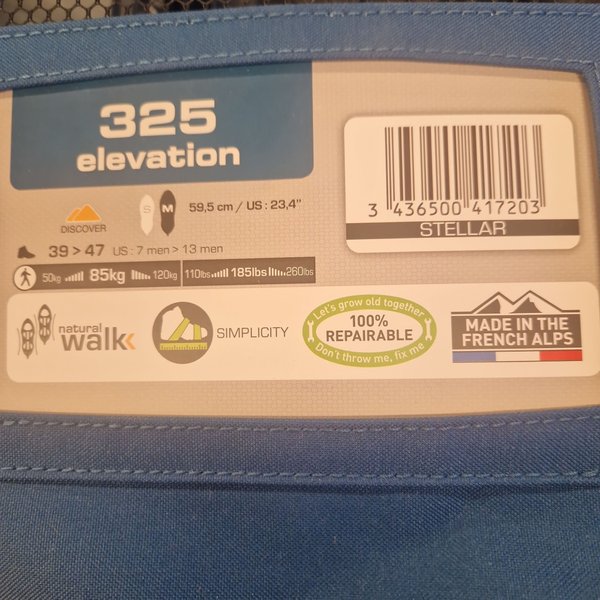 325
elevation
DISCOVER
S M
59,5 cm / US : 23,4"
39 > 47 US : 7 men > 13 men
50kg 85kg 120kg 110lbs 185lbs 260lbs
3 436500 417203
STELLAR
natural
walk
SIMPLICITY
Let's grow old together
100%
REPAIRABLE
Don't throw me, fix me
MADE IN THE
FRENCH ALPS